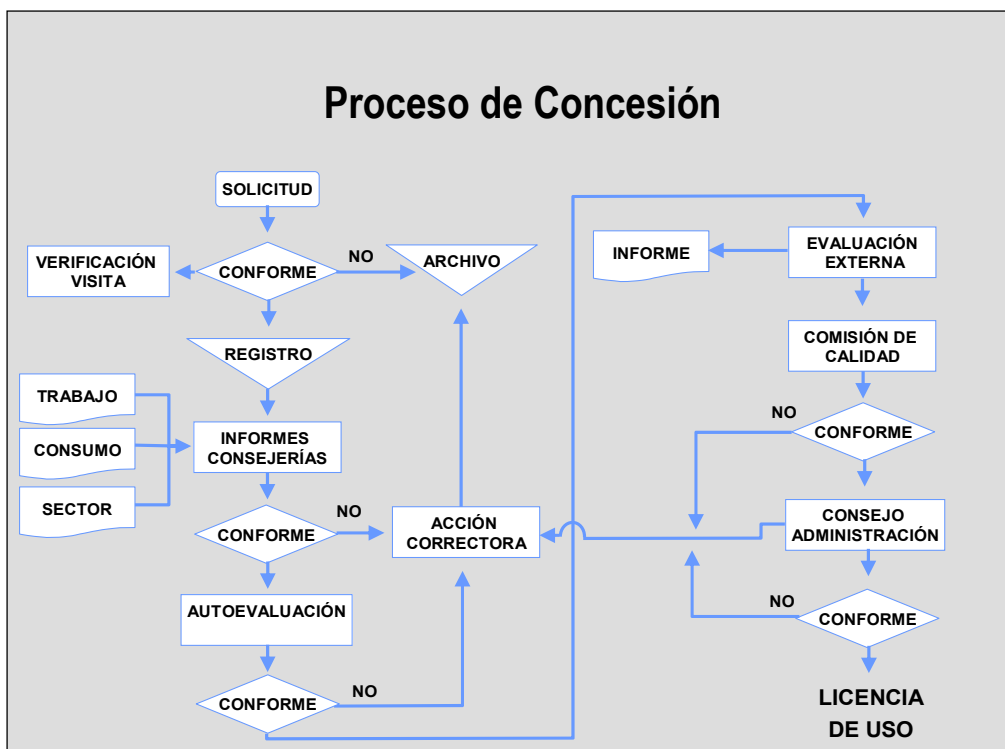 Proceso de Concesión
SOLICITUD
VERIFICACIÓN
VISITA
CONFORME
NO
ARCHIVO
REGISTRO
TRABAJO
CONSUMO
SECTOR
INFORMES
CONSEJERÍAS
CONFORME
NO
ACCIÓN
CORRECTORA
AUTOEVALUACIÓN
CONFORME
NO
INFORME
EVALUACIÓN
EXTERNA
COMISIÓN DE
CALIDAD
NO
CONFORME
CONSEJO
ADMINISTRACIÓN
NO
CONFORME
LICENCIA
DE USO